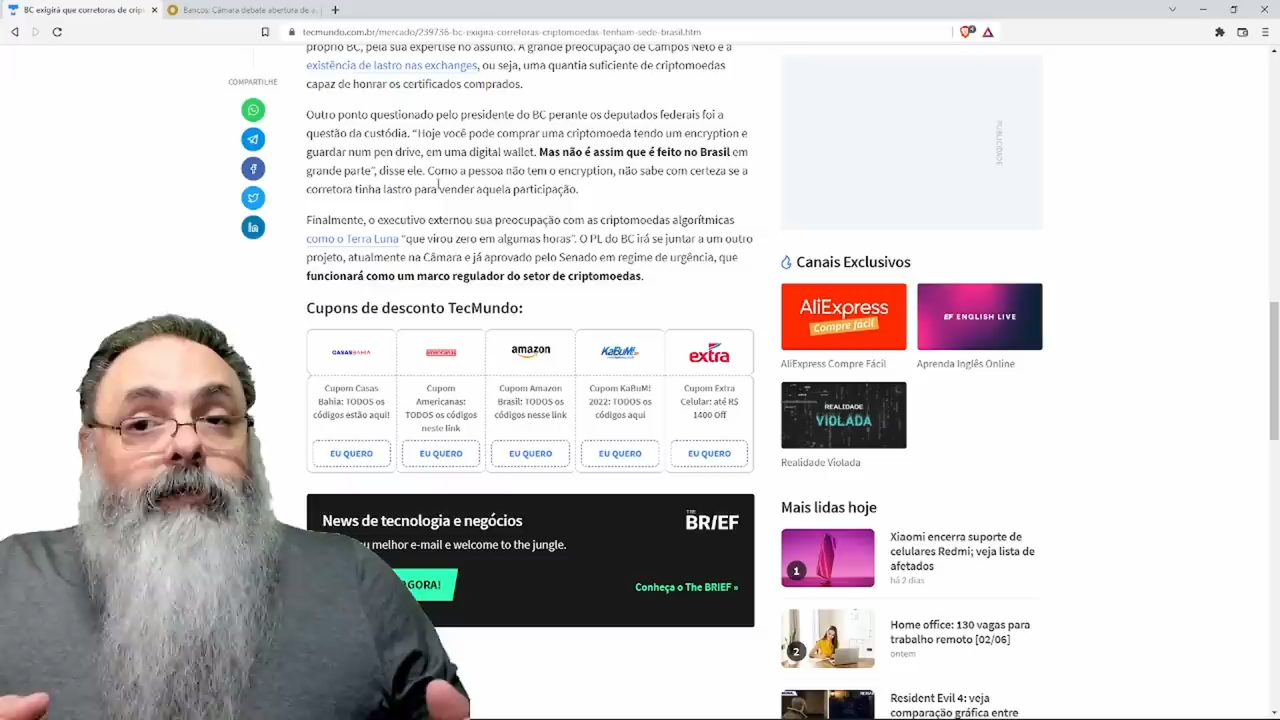 BC exigirá que corretoras de crip
Bancos: Câmara debate abertura de
tecmundo.com.br/mercado/239736-bc-exigira-corretoras-criptomoedas-tenham-sede-brasil.htm
próprio BC, pela sua expertise no assunto. A grande preocupação de Campos Neto é a
existência de lastro nas exchanges, ou seja, uma quantia suficiente de criptomoedas
capaz de honrar os certificados comprados.
COMPARTILHE
Outro ponto questionado pelo presidente do BC perante os deputados federais foi a
questão da custódia. “Hoje você pode comprar uma criptomoeda tendo um encryption e
guardar num pen drive, em uma digital wallet. Mas não é assim que é feito no Brasil em
grande parte”, disse ele. Como a pessoa não tem o encryption, não sabe com certeza se a
corretora tinha lastro para vender aquela participação.
Finalmente, o executivo externou sua preocupação com as criptomoedas algorítmicas
como o Terra Luna “que virou zero em algumas horas”. O PL do BC irá se juntar a um outro
projeto, atualmente na Câmara e já aprovado pelo Senado em regime de urgência, que
funcionará como um marco regulador do setor de criptomoedas.
Cupons de desconto TecMundo:
CASASBAHIA
americanas
amazon
KaBuM!
extra
Cupom Casas
Bahia: TODOS os
códigos estão aqui!
Cupom
Americanas:
TODOS os códigos
neste link
Cupom Amazon
Brasil: TODOS os
códigos nesse link
Cupom KaBuM!
2022: TODOS os
códigos aqui
Cupom Extra
Celular: até R$
1400 Off
EU QUERO
EU QUERO
EU QUERO
EU QUERO
EU QUERO
News de tecnologia e negócios
THE
BR/EF
melhor e-mail e welcome to the jungle.
AGORA!
Conheça o The BRIEF »
PUBLICIDADE
Canais Exclusivos
AliExpress
Compre fácil
EF ENGLISH LIVE
AliExpress Compre Fácil
Aprenda Inglês Online
REALIDADE
VIOLADA
Realidade Violada
Mais lidas hoje
1
Xiaomi encerra suporte de
celulares Redmi; veja lista de
afetados
há 2 dias
2
Home office: 130 vagas para
trabalho remoto [02/06]
ontem
Resident Evil 4: veja
comparação gráfica entre